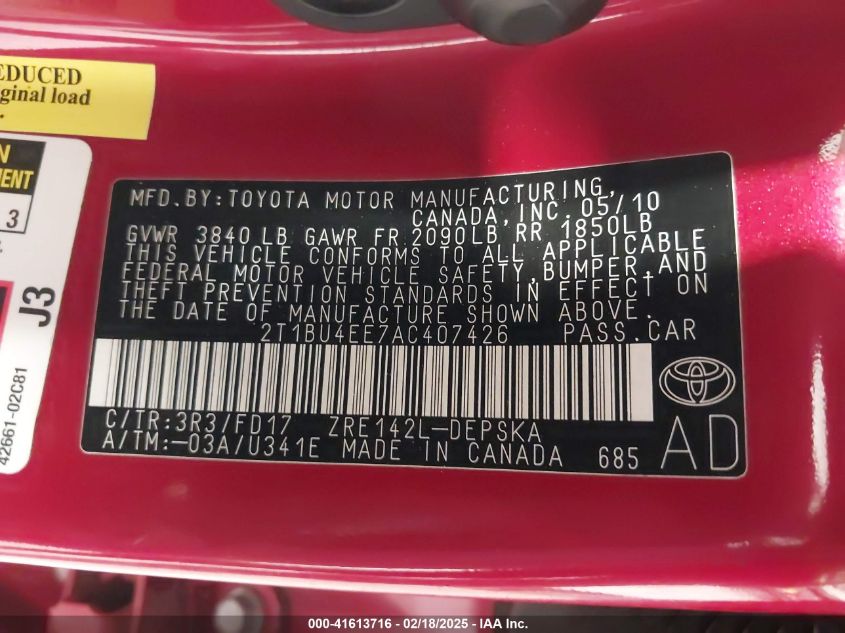 EDUCED
ginal load
N
EMENT
3
J3
42661-02C81
MFD.BY:TOYOTA MOTOR MANUFACTURING,
CANADA, INC. 05/10
GVWR 3840 LB GAWR FR 2090LB RR 1850LB
THIS VEHICLE CONFORMS TO ALL APPLICABLE
FEDERAL MOTOR VEHICLE SAFETY, BUMPER, AND
THEFT PREVENTION STANDARDS IN EFFECT ON
THE DATE OF MANUFACTURE SHOWN ABOVE.
2T1BU4EE7AC407426 PASS.CAR
C/TR:3R3/FD17 ZRE142L-DEPSKA
A/TM:-03A/U341E MADE IN CANADA 685
AD
000-41613716 - 02/18/2025 - IAA Inc.